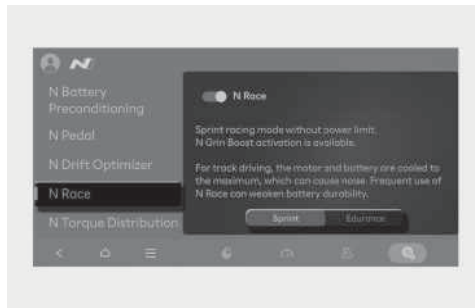 N
N Battery
Preconditioning
N Pedal
N Drift Optimizer
N Race
N Torque Distribution
N Race
Sprint racing mode without power limit.
N Grin Boost activation is available.
For track driving, the motor and battery are cooled to
the maximum, which can cause noise. Frequent use of
N Race can weaken battery durability.
Sprint